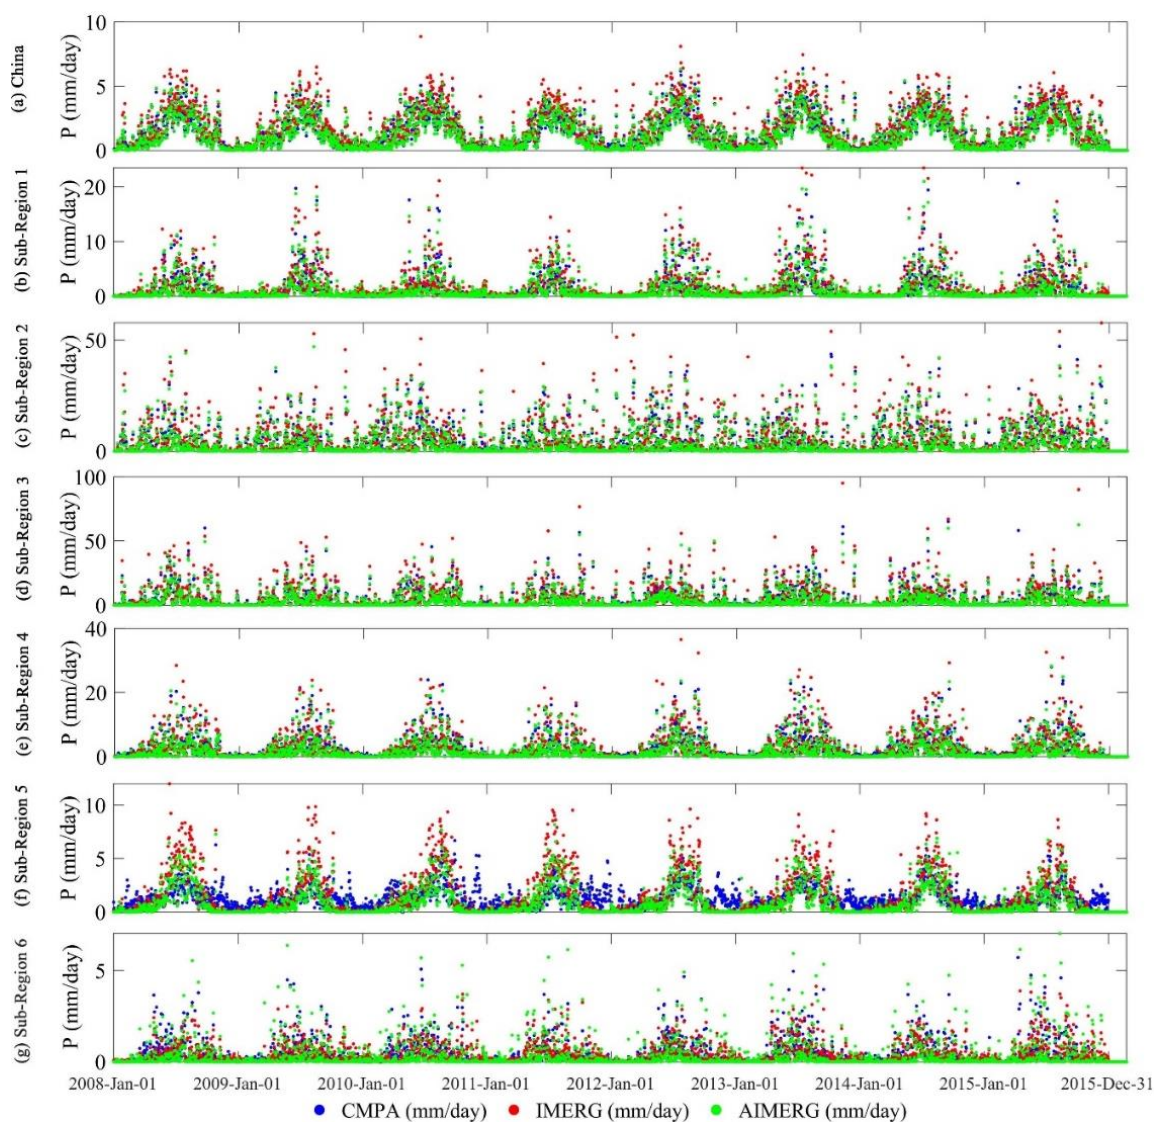 (a) China
P (mm/day)
10
5
0
(b) Sub-Region 1
P (mm/day)
20
10
0
(c) Sub-Region 2
P (mm/day)
50
0
(d) Sub-Region 3
P (mm/day)
100
50
0
(e) Sub-Region 4
P (mm/day)
40
20
0
(f) Sub-Region 5
P (mm/day)
10
5
0
(g) Sub-Region 6
P (mm/day)
5
0
2008-Jan-01 2009-Jan-01 2010-Jan-01 2011-Jan-01 2012-Jan-01 2013-Jan-01 2014-Jan-01 2015-Jan-01 2015-Dec-31
CMPA (mm/day) IMERG (mm/day) AIMERG (mm/day)